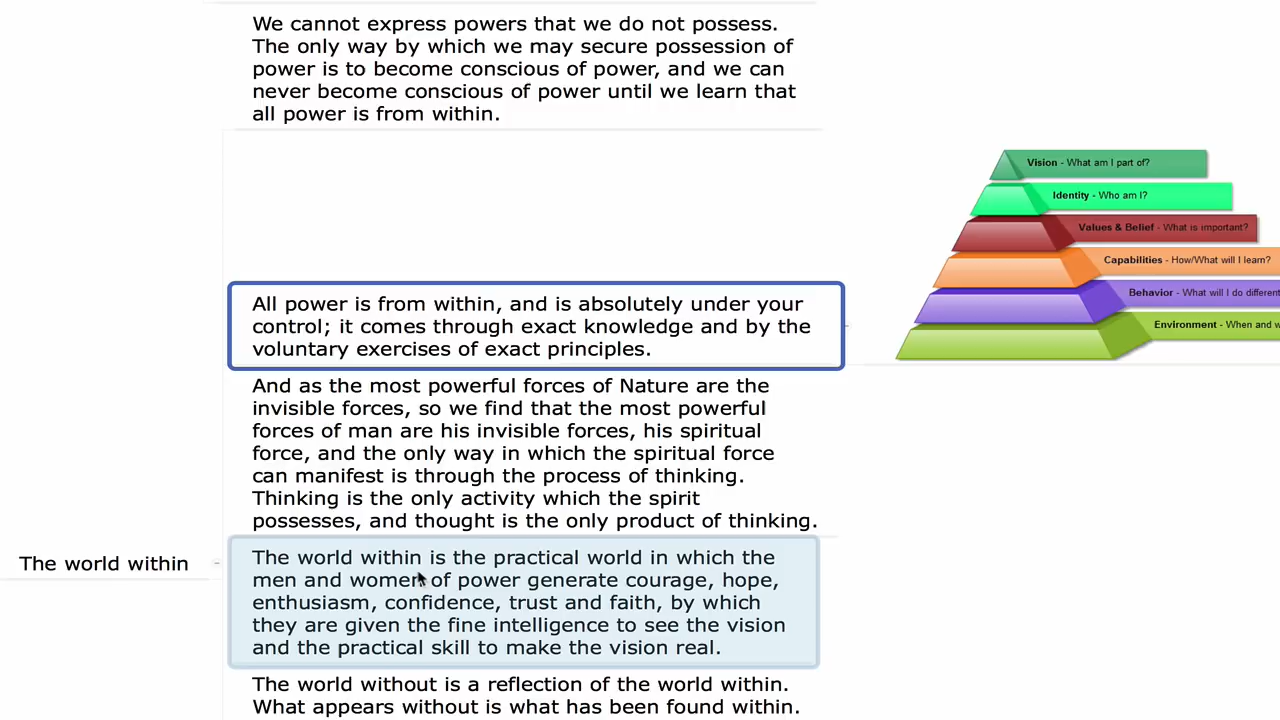 We cannot express powers that we do not possess.
The only way by which we may secure possession of
power is to become conscious of power, and we can
never become conscious of power until we learn that
all power is from within.
Vision - What am I part of?
Identity - Who am I?
Values & Belief - What is important?
Capabilities - How/What will I learn?
Behavior - What will I do different
Environment - When and w
All power is from within, and is absolutely under your
control; it comes through exact knowledge and by the
voluntary exercises of exact principles.
And as the most powerful forces of Nature are the
invisible forces, so we find that the most powerful
forces of man are his invisible forces, his spiritual
force, and the only way in which the spiritual force
can manifest is through the process of thinking.
Thinking is the only activity which the spirit
possesses, and thought is the only product of thinking.
The world within
The world within is the practical world in which the
men and women of power generate courage, hope,
enthusiasm, confidence, trust and faith, by which
they are given the fine intelligence to see the vision
and the practical skill to make the vision real.
The world without is a reflection of the world within.
What appears without is what has been found within.